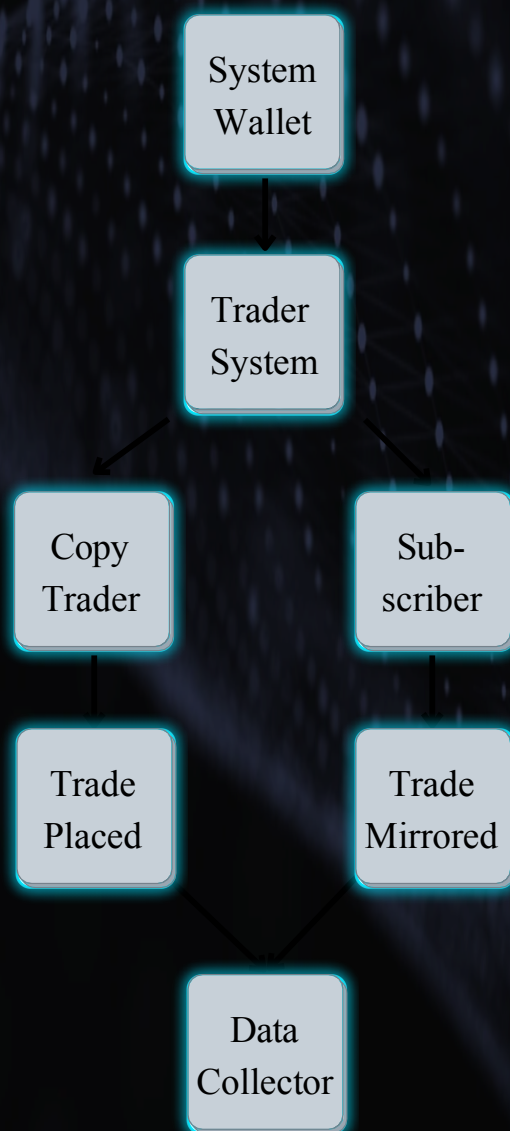 System
Wallet
Trader
System
Copy
Trader
Sub-
scriber
Trade
Placed
Trade
Mirrored
Data
Collector